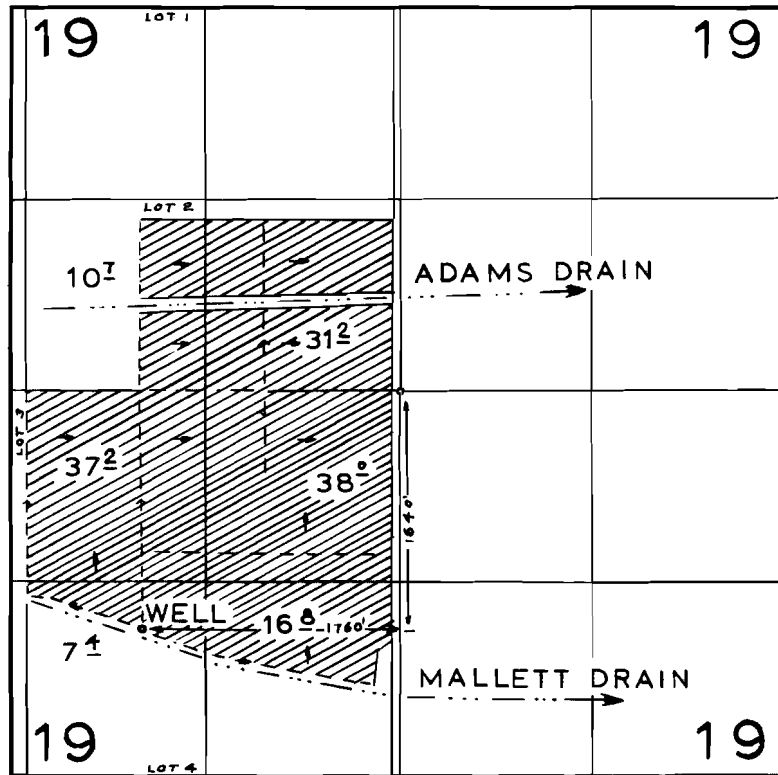 19
LOT 1
19
LOT 2
10 7
ADAMS DRAIN
31 2
LOT 3
37 2
38 0
1640'
WELL
16 8
1760'
7 4
MALLETT DRAIN
19
LOT 4
19